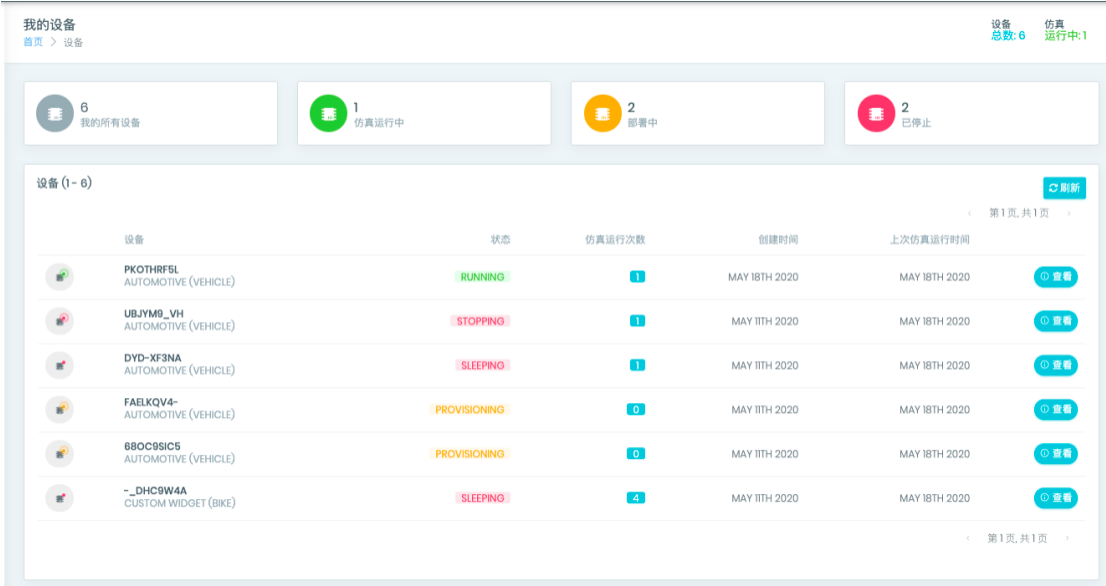 我的设备
首页 > 设备
设备 仿真
总数: 6 运行中: 1
6
我的所有设备
1
仿真运行中
2
部署中
2
已停止
设备 (1 - 6)
刷新
‹ 第1页, 共1页 ›
设备 状态 仿真运行次数 创建时间 上次仿真运行时间
PKOTHRF5L
AUTOMOTIVE (VEHICLE)
RUNNING 1 MAY 18TH 2020 MAY 18TH 2020 查看
UBJYM9_VH
AUTOMOTIVE (VEHICLE)
STOPPING 1 MAY 11TH 2020 MAY 18TH 2020 查看
DYD-XF3NA
AUTOMOTIVE (VEHICLE)
SLEEPING 1 MAY 11TH 2020 MAY 18TH 2020 查看
FAELKQV4-
AUTOMOTIVE (VEHICLE)
PROVISIONING 0 MAY 11TH 2020 MAY 18TH 2020 查看
68OC9SIC5
AUTOMOTIVE (VEHICLE)
PROVISIONING 0 MAY 11TH 2020 MAY 18TH 2020 查看
-_DHC9W4A
CUSTOM WIDGET (BIKE)
SLEEPING 4 MAY 11TH 2020 MAY 18TH 2020 查看
‹ 第1页, 共1页 ›